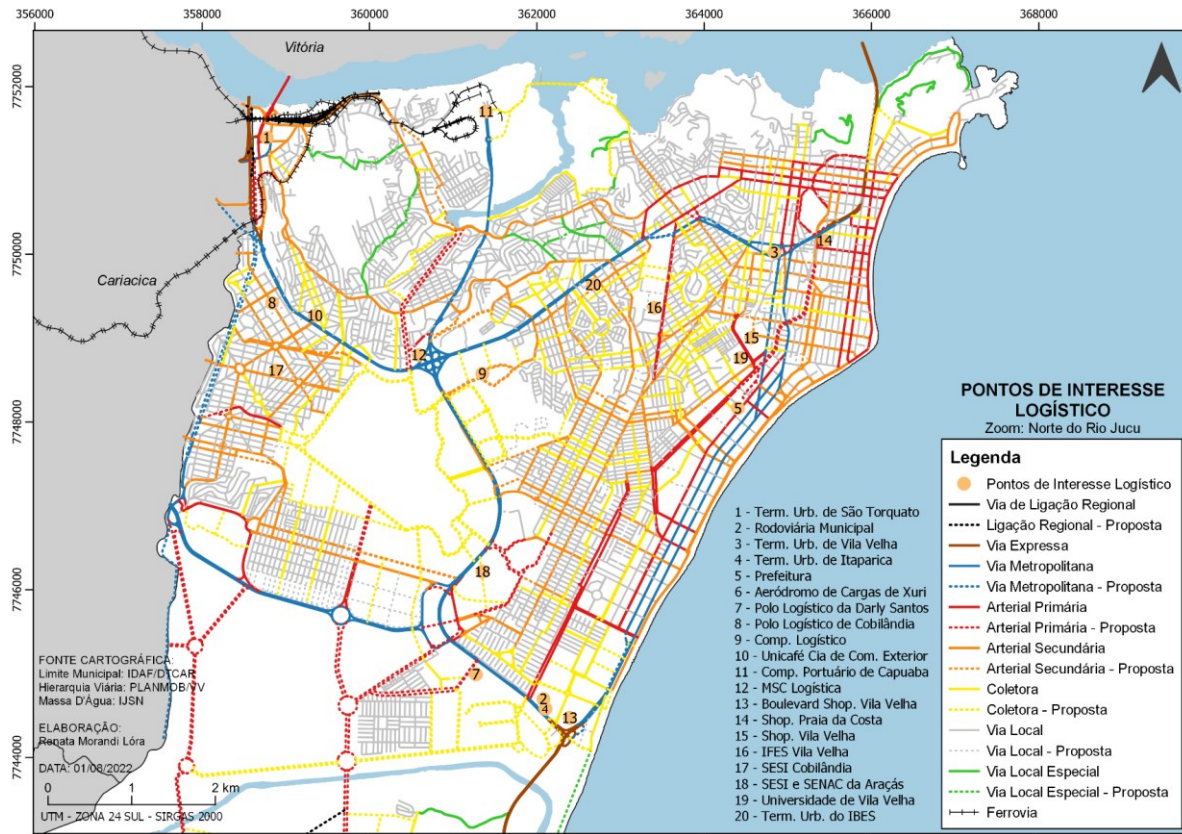 356000 358000 360000 362000 364000 366000 368000
7752000
7750000
7748000
7746000
7744000
Vitória
Cariacica
11
1
14
3
20
8
10
16
15
12
19
9
17
5
18
7
2
4
13
PONTOS DE INTERESSE
LOGÍSTICO
Zoom: Norte do Rio Jucu
Legenda
Pontos de Interesse Logístico
Via de Ligação Regional
Ligação Regional - Proposta
Via Expressa
Via Metropolitana
Via Metropolitana - Proposta
Arterial Primária
Arterial Primária - Proposta
Arterial Secundária
Arterial Secundária - Proposta
Coletora
Coletora - Proposta
Via Local
Via Local - Proposta
Via Local Especial
Via Local Especial - Proposta
Ferrovia
1 - Term. Urb. de São Torquato
2 - Rodoviária Municipal
3 - Term. Urb. de Vila Velha
4 - Term. Urb. de Itaparica
5 - Prefeitura
6 - Aeródromo de Cargas de Xuri
7 - Polo Logístico da Darly Santos
8 - Polo Logístico de Cobilândia
9 - Comp. Logístico
10 - Unicafé Cia de Com. Exterior
11 - Comp. Portuário de Capuaba
12 - MSC Logística
13 - Boulevard Shop. Vila Velha
14 - Shop. Praia da Costa
15 - Shop. Vila Velha
16 - IFES Vila Velha
17 - SESI Cobilândia
18 - SESI e SENAC da Araçás
19 - Universidade de Vila Velha
20 - Term. Urb. do IBES
FONTE CARTOGRÁFICA:
Limite Municipal: IDAF/DTCAR
Hierarquia Viária: PLANMOB/VV
Massa D'Água: IJSN
ELABORAÇÃO:
Renata Morandi Lóra
DATA: 01/08/2022
0 1 2 km
UTM - ZONA 24 SUL - SIRGAS 2000